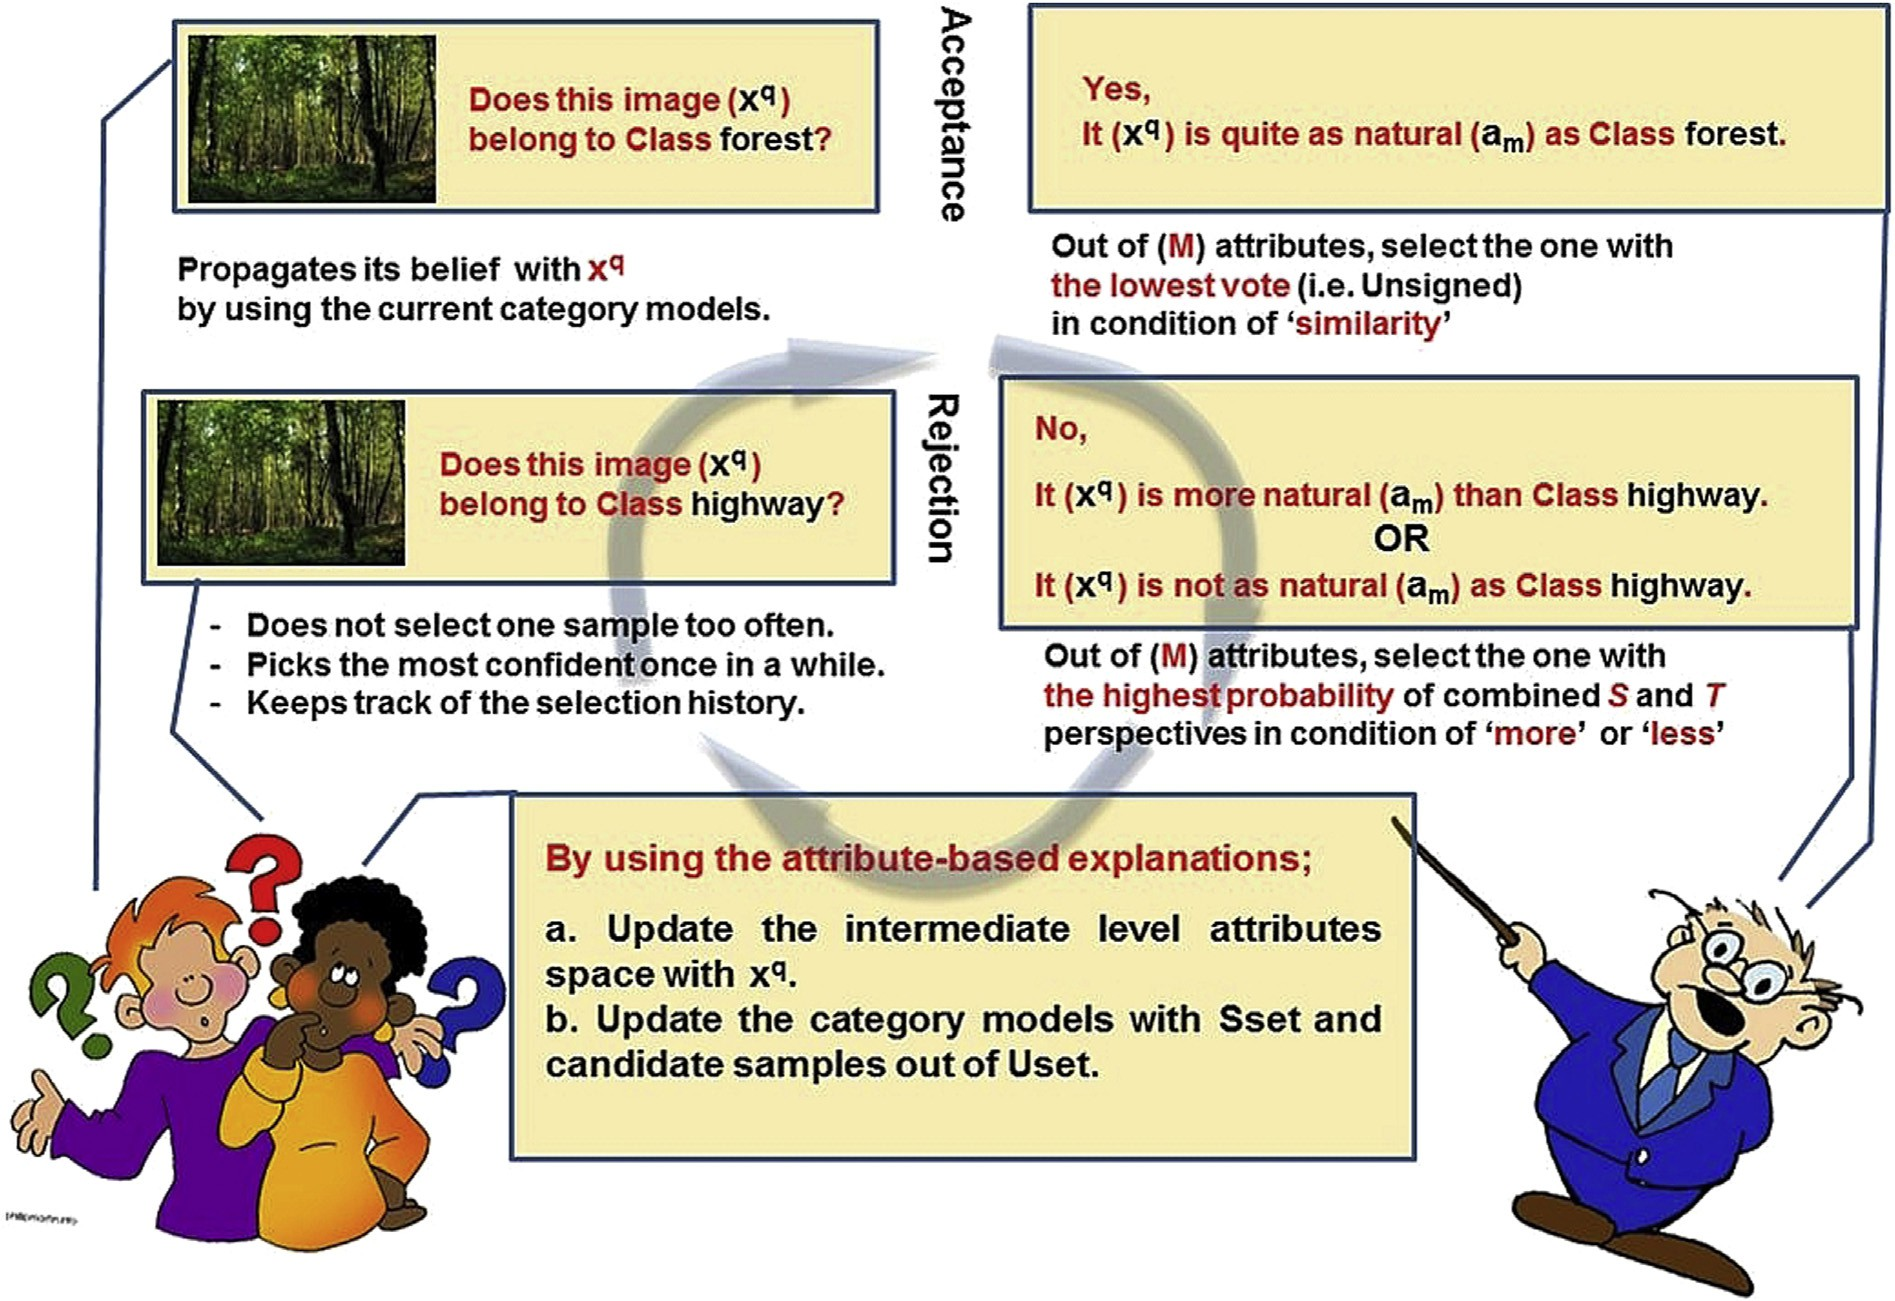 Does this image (xq)
belong to Class forest?
Propagates its belief with xq
by using the current category models.
Acceptance
Yes,
It (xq) is quite as natural (am) as Class forest.
Out of (M) attributes, select the one with
the lowest vote (i.e. Unsigned)
in condition of ‘similarity’
Does this image (xq)
belong to Class highway?
- Does not select one sample too often.
- Picks the most confident once in a while.
- Keeps track of the selection history.
Rejection
No,
It (xq) is more natural (am) than Class highway.
OR
It (xq) is not as natural (am) as Class highway.
Out of (M) attributes, select the one with
the highest probability of combined S and T
perspectives in condition of ‘more’ or ‘less’
By using the attribute-based explanations;
a. Update the intermediate level attributes
space with xq.
b. Update the category models with Sset and
candidate samples out of Uset.